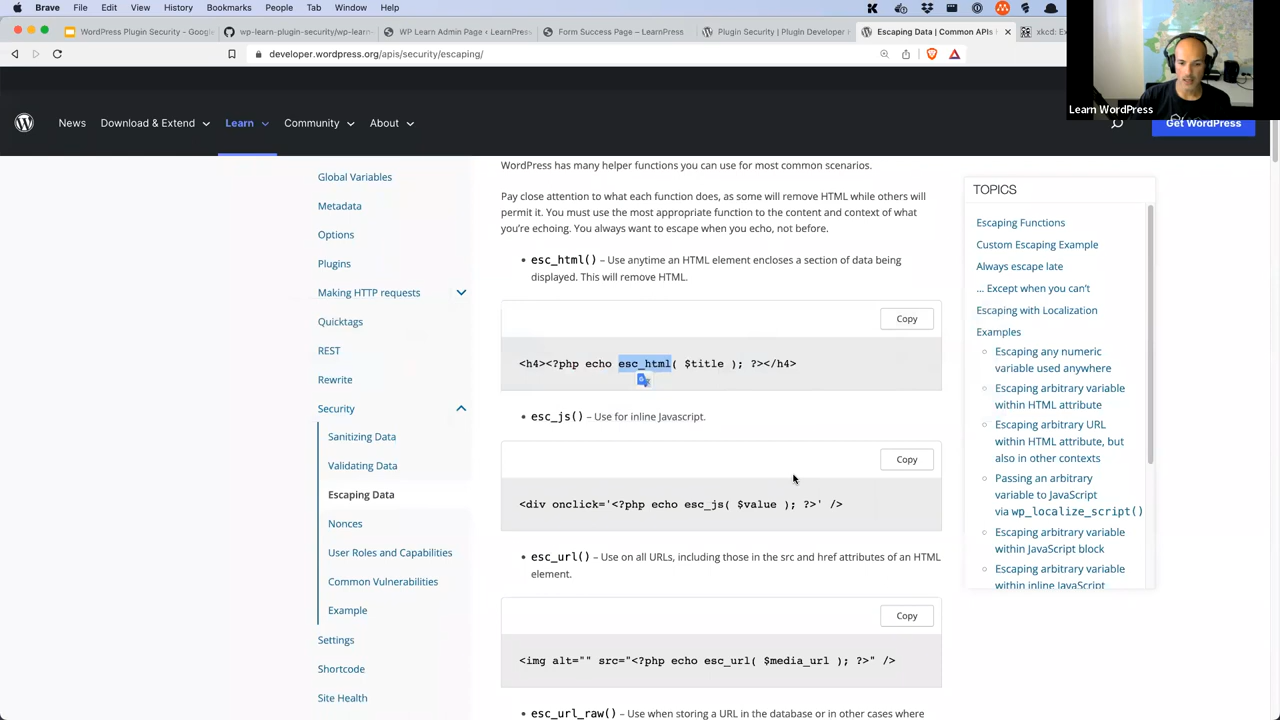 Brave File Edit View History Bookmarks People Tab Window Help
WordPress Plugin Security - Goog
wp-learn-plugin-security/wp-learn
WP Learn Admin Page ‹ LearnPress
Form Success Page – LearnPress
Plugin Security | Plugin Developer
Escaping Data | Common APIs
xkcd: Ex
developer.wordpress.org/apis/security/escaping/
Learn WordPress
News Download & Extend Learn Community About
Get WordPress
Global Variables
Metadata
Options
Plugins
Making HTTP requests
Quicktags
REST
Rewrite
Security
Sanitizing Data
Validating Data
Escaping Data
Nonces
User Roles and Capabilities
Common Vulnerabilities
Example
Settings
Shortcode
Site Health
WordPress has many helper functions you can use for most common scenarios.
Pay close attention to what each function does, as some will remove HTML while others will
permit it. You must use the most appropriate function to the content and context of what
you're echoing. You always want to escape when you echo, not before.
esc_html() – Use anytime an HTML element encloses a section of data being
displayed. This will remove HTML.
Copy
<h4><?php echo esc_html( $title ); ?></h4>
esc_js() – Use for inline Javascript.
Copy
<div onclick='<?php echo esc_js( $value ); ?>' />
esc_url() – Use on all URLs, including those in the src and href attributes of an HTML
element.
Copy
<img alt="" src="<?php echo esc_url( $media_url ); ?>" />
esc_url_raw() – Use when storing a URL in the database or in other cases where
TOPICS
Escaping Functions
Custom Escaping Example
Always escape late
... Except when you can't
Escaping with Localization
Examples
Escaping any numeric
variable used anywhere
Escaping arbitrary variable
within HTML attribute
Escaping arbitrary URL
within HTML attribute, but
also in other contexts
Passing an arbitrary
variable to JavaScript
via wp_localize_script()
Escaping arbitrary variable
within JavaScript block
Escaping arbitrary variable
within inline JavaScript